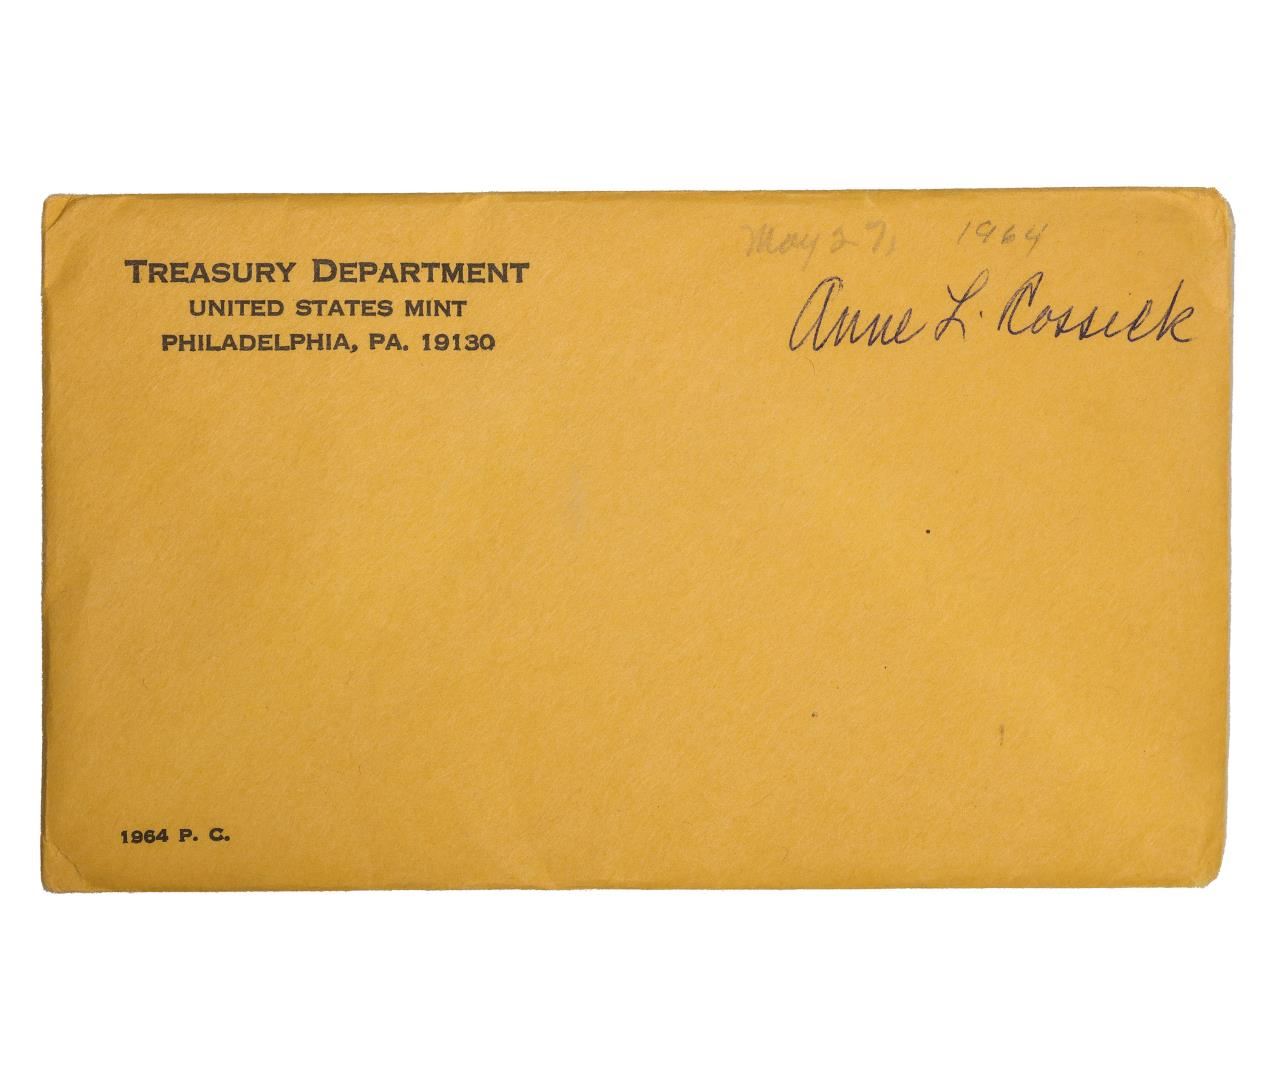 TREASURY DEPARTMENT
UNITED STATES MINT
PHILADELPHIA, PA. 19130
May 27, 1964
Anne L. Rossick
1964 P. C.